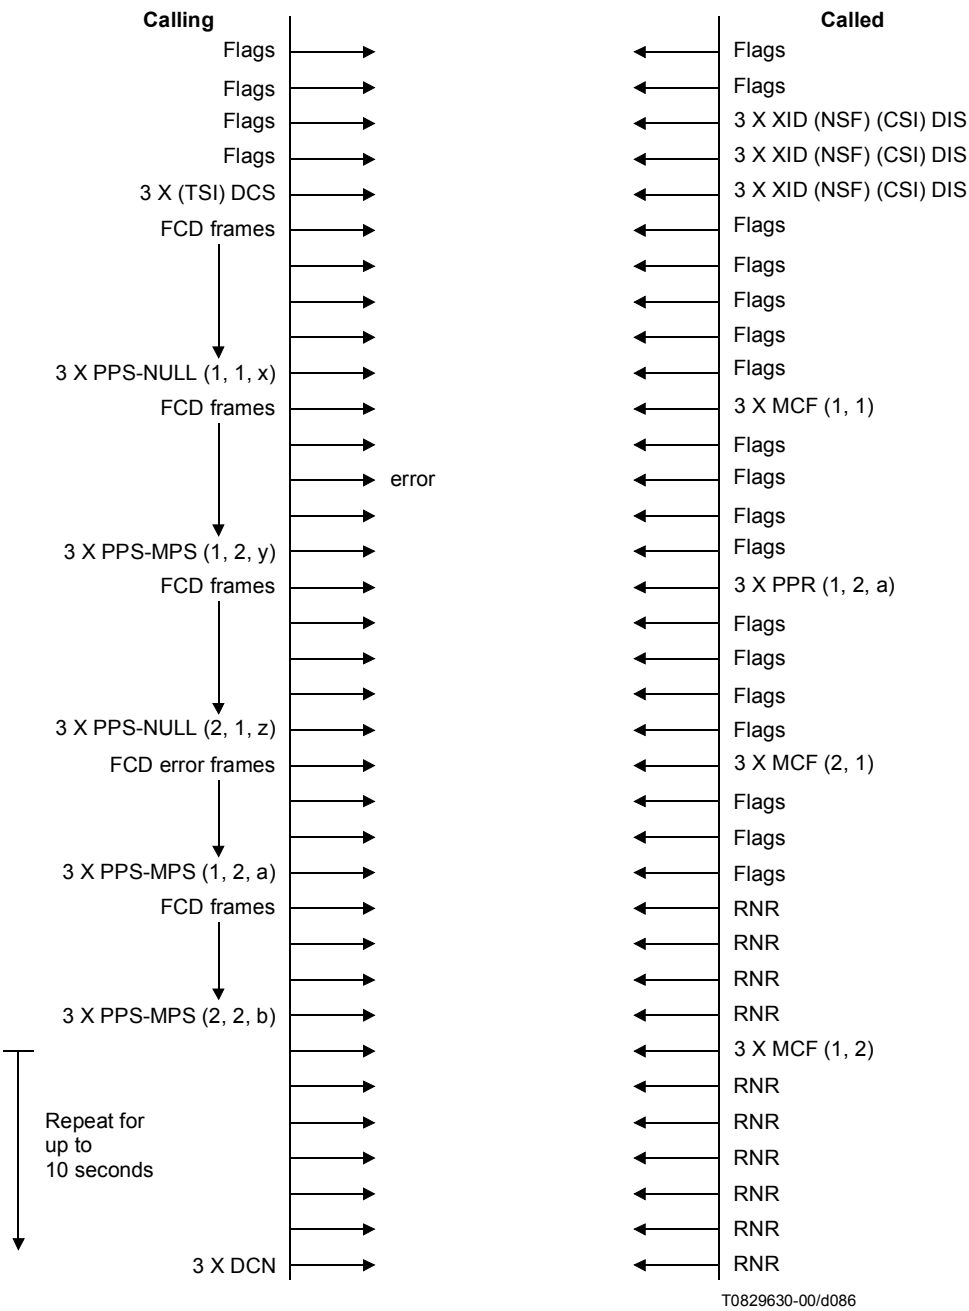 Calling Called
Flags Flags
Flags Flags
Flags 3 X XID (NSF) (CSI) DIS
Flags 3 X XID (NSF) (CSI) DIS
3 X (TSI) DCS 3 X XID (NSF) (CSI) DIS
FCD frames Flags
Flags
Flags
Flags
3 X PPS-NULL (1, 1, x) Flags
FCD frames 3 X MCF (1, 1)
Flags
error Flags
Flags
3 X PPS-MPS (1, 2, y) Flags
FCD frames 3 X PPR (1, 2, a)
Flags
Flags
Flags
3 X PPS-NULL (2, 1, z) Flags
FCD error frames 3 X MCF (2, 1)
Flags
Flags
3 X PPS-MPS (1, 2, a) Flags
FCD frames RNR
RNR
RNR
3 X PPS-MPS (2, 2, b) RNR
3 X MCF (1, 2)
RNR
Repeat for RNR
up to
10 seconds RNR
RNR
RNR
3 X DCN RNR
T0829630-00/d086